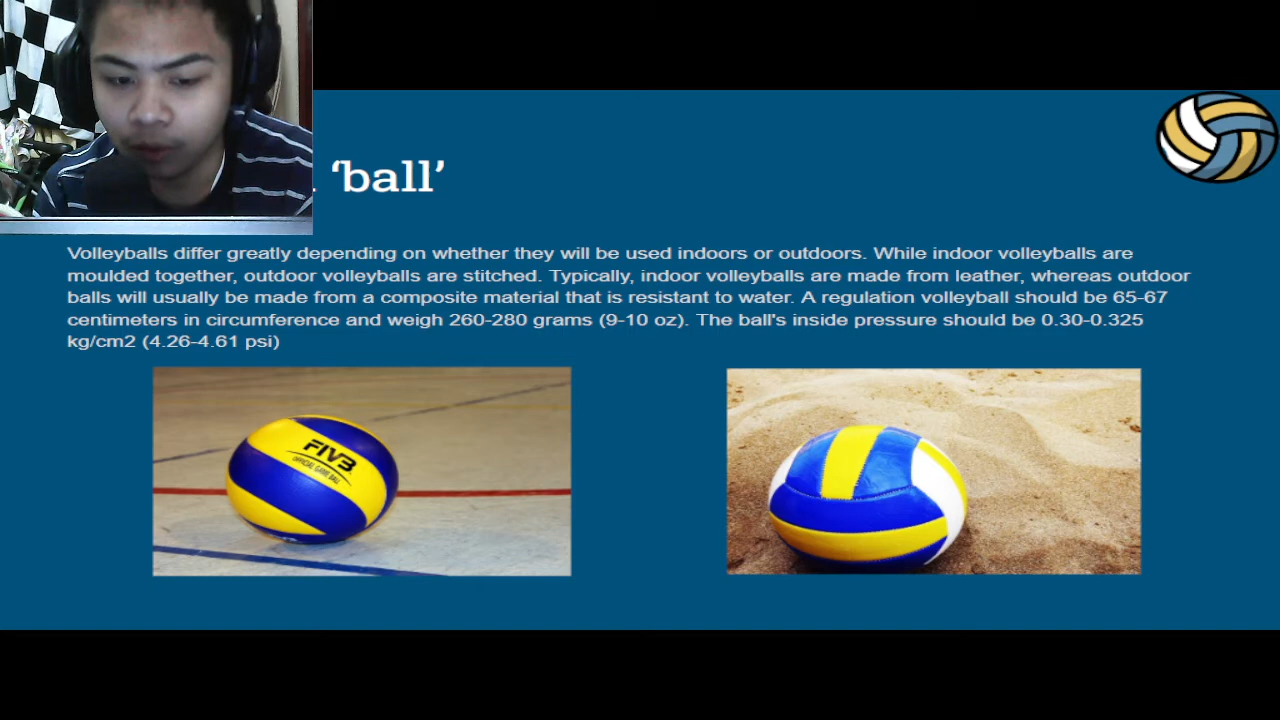 ‘ball’
Volleyballs differ greatly depending on whether they will be used indoors or outdoors. While indoor volleyballs are
moulded together, outdoor volleyballs are stitched. Typically, indoor volleyballs are made from leather, whereas outdoor
balls will usually be made from a composite material that is resistant to water. A regulation volleyball should be 65-67
centimeters in circumference and weigh 260-280 grams (9-10 oz). The ball's inside pressure should be 0.30-0.325
kg/cm2 (4.26-4.61 psi)
FIVB
OFFICIAL GAME BALL